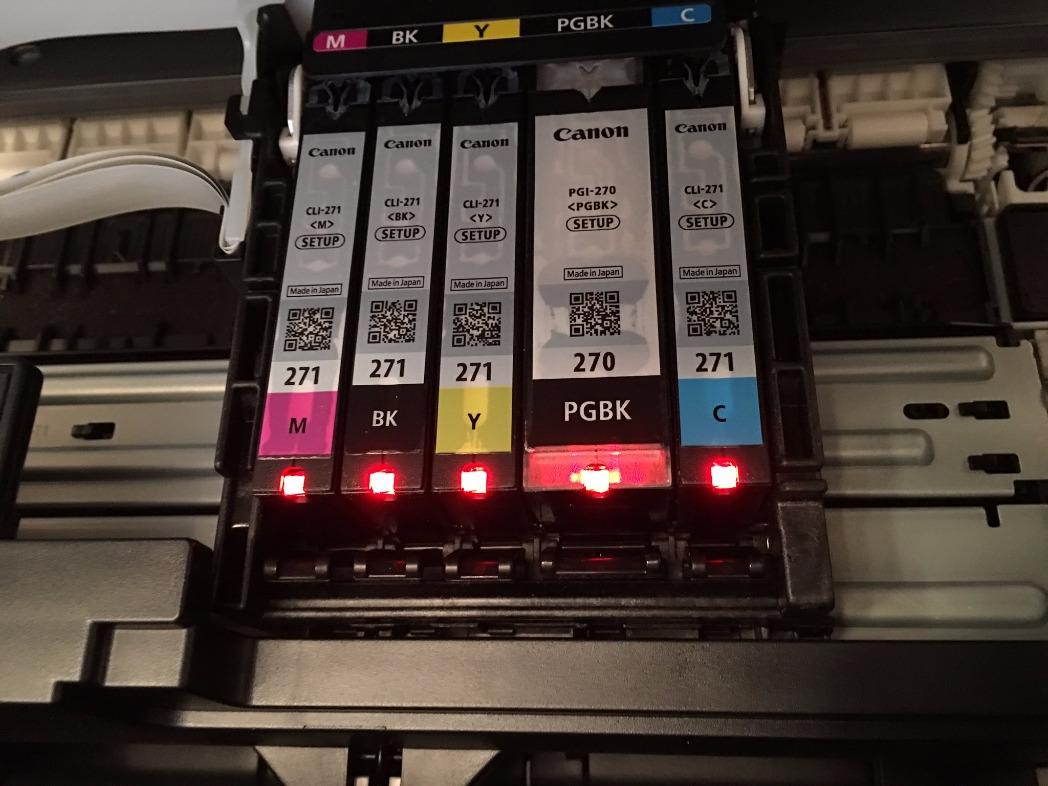 M BK Y PGBK C
Canon
CLI-271
<M>
SETUP
Made in Japan
271
M
Canon
CLI-271
<BK>
SETUP
Made in Japan
271
BK
Canon
CLI-271
<Y>
SETUP
Made in Japan
271
Y
Canon
PGI-270
<PGBK>
SETUP
Made in Japan
270
PGBK
Canon
CLI-271
<C>
SETUP
Made in Japan
271
C